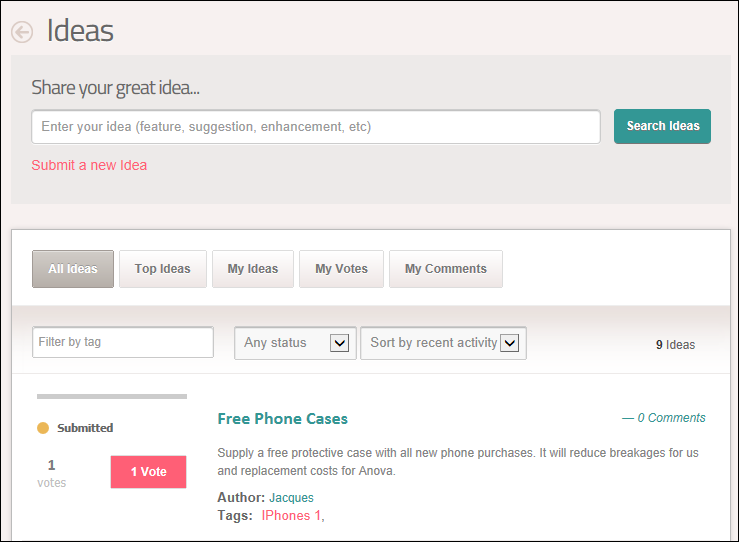 Ideas
Share your great idea...
Enter your idea (feature, suggestion, enhancement, etc)
Search Ideas
Submit a new Idea
All Ideas
Top Ideas
My Ideas
My Votes
My Comments
Filter by tag
Any status
Sort by recent activity
9 Ideas
Submitted
Free Phone Cases
— 0 Comments
1
votes
1 Vote
Supply a free protective case with all new phone purchases. It will reduce breakages for us
and replacement costs for Anova.
Author: Jacques
Tags: IPhones 1,